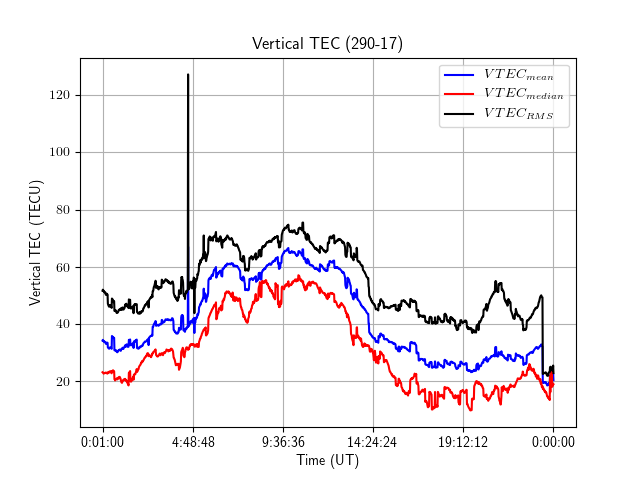 Vertical TEC (290-17)
VTEC_mean
VTEC_median
VTEC_RMS
Vertical TEC (TECU)
120
100
80
60
40
20
0:01:00 4:48:48 9:36:36 14:24:24 19:12:12 0:00:00
Time (UT)